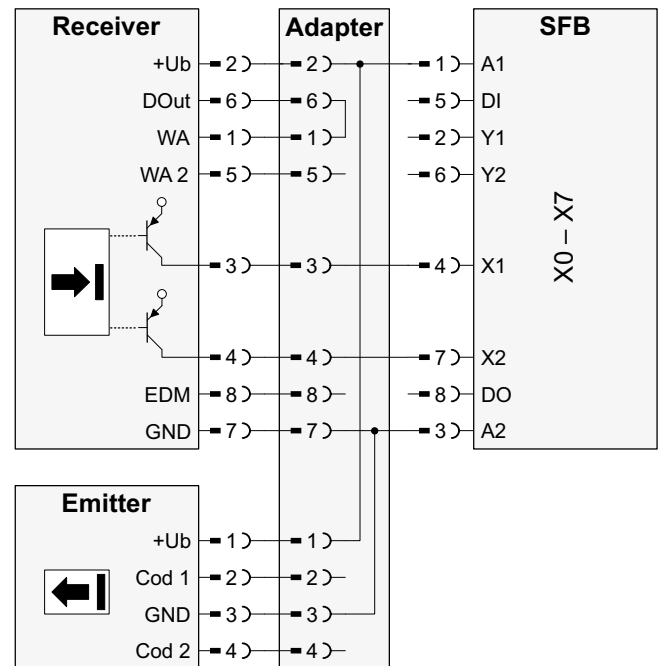 Receiver Adapter SFB
+Ub 2 2 1 A1
DOut 6 6 5 DI
WA 1 1 2 Y1
WA 2 5 5 6 Y2
X0 – X7
3 3 4 X1
4 4 7 X2
EDM 8 8 8 DO
GND 7 7 3 A2
Emitter
+Ub 1 1
Cod 1 2 2
GND 3 3
Cod 2 4 4